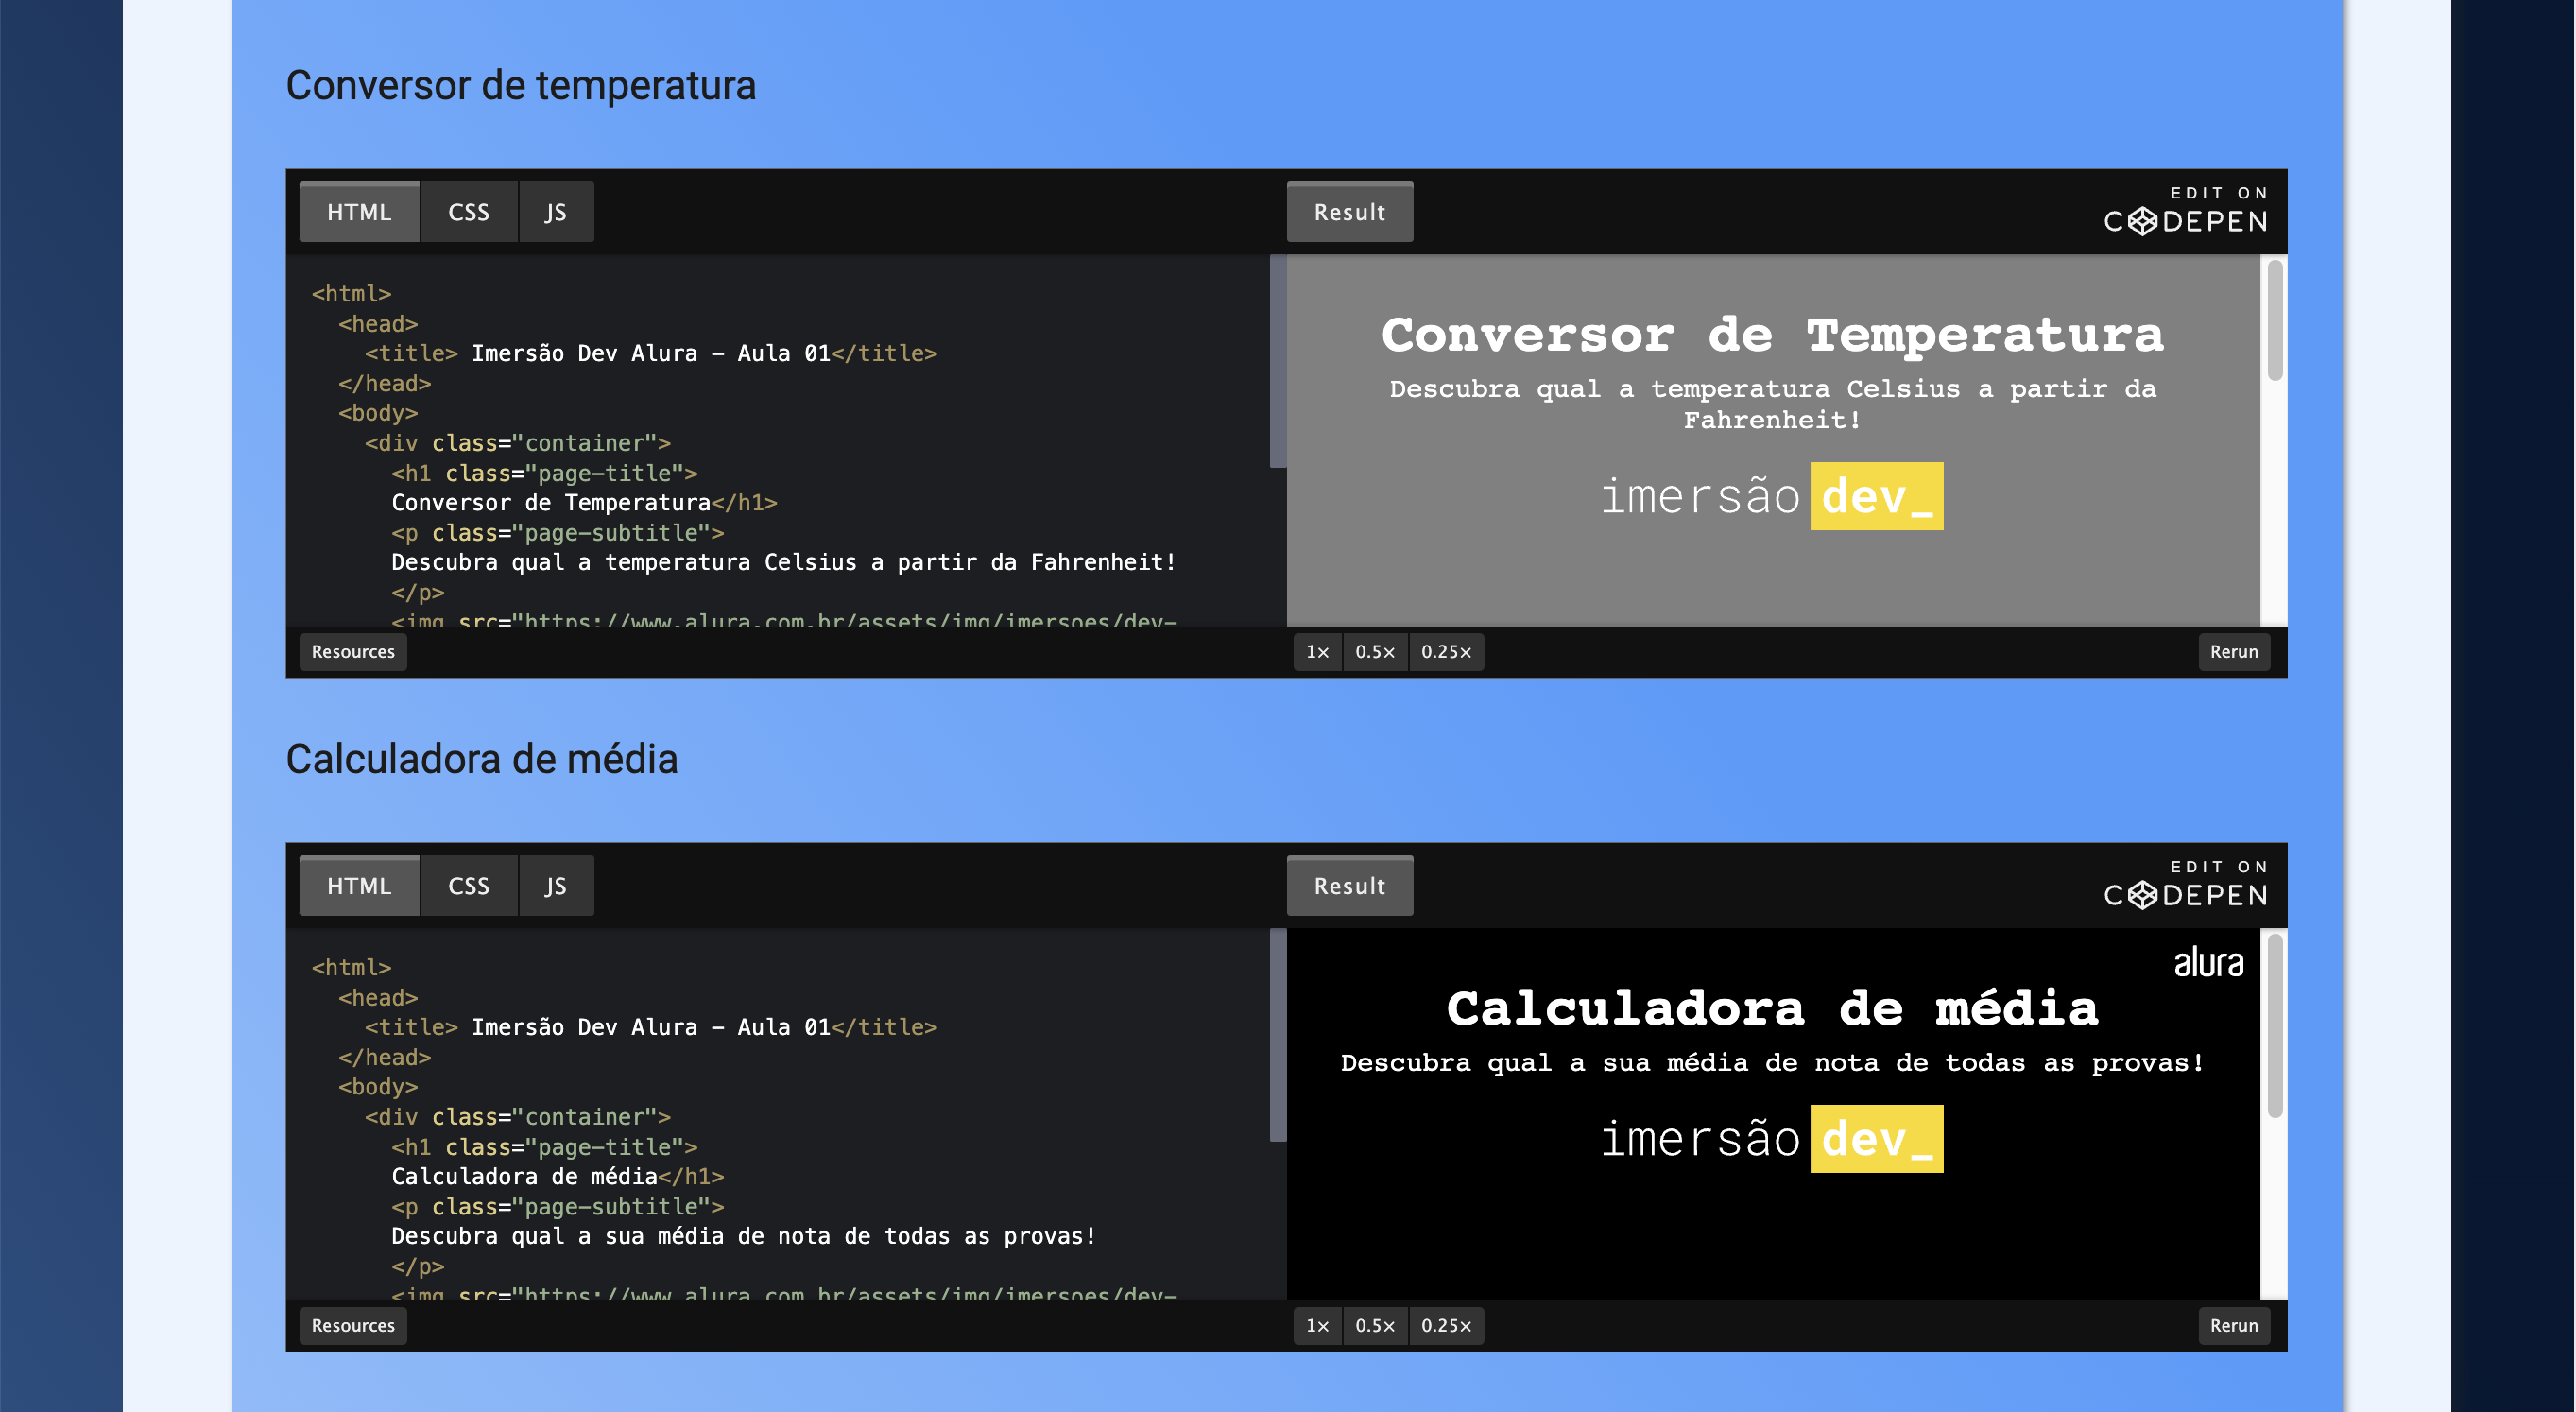 Conversor de temperatura
HTML CSS JS
Result
EDIT ON
CODEPEN
<html>
<head>
<title> Imersão Dev Alura - Aula 01</title>
</head>
<body>
<div class="container">
<h1 class="page-title">
Conversor de Temperatura</h1>
<p class="page-subtitle">
Descubra qual a temperatura Celsius a partir da Fahrenheit!
</p>
<img src="https://www.alura.com.br/assets/img/imersoes/dev-
Conversor de Temperatura
Descubra qual a temperatura Celsius a partir da
Fahrenheit!
imersão dev_
Resources
1× 0.5× 0.25×
Rerun
Calculadora de média
HTML CSS JS
Result
EDIT ON
CODEPEN
<html>
<head>
<title> Imersão Dev Alura - Aula 01</title>
</head>
<body>
<div class="container">
<h1 class="page-title">
Calculadora de média</h1>
<p class="page-subtitle">
Descubra qual a sua média de nota de todas as provas!
</p>
<img src="https://www.alura.com.br/assets/img/imersoes/dev-
alura
Calculadora de média
Descubra qual a sua média de nota de todas as provas!
imersão dev_
Resources
1× 0.5× 0.25×
Rerun